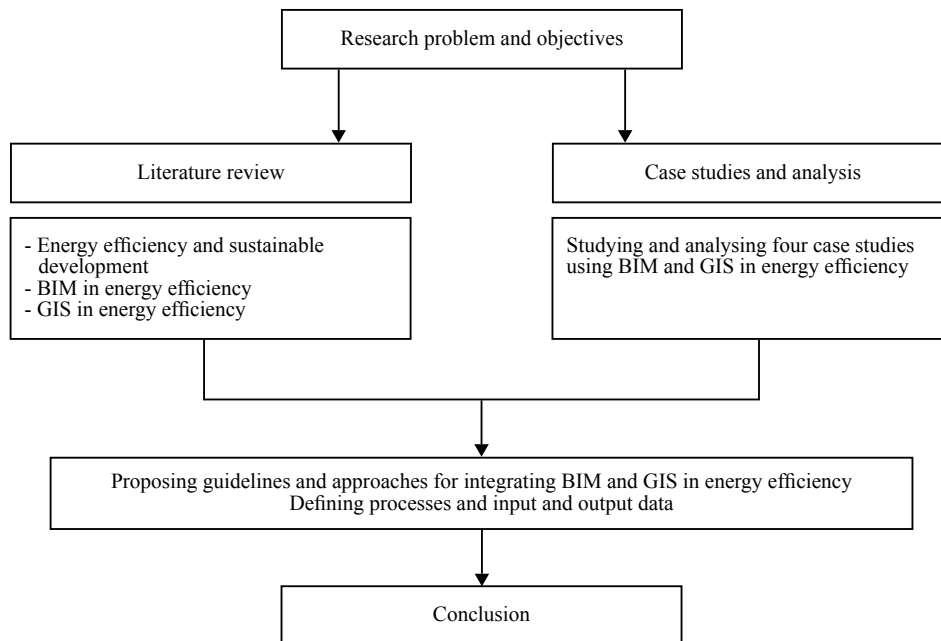 Research problem and objectives
Literature review
- Energy efficiency and sustainable
development
- BIM in energy efficiency
- GIS in energy efficiency
Case studies and analysis
Studying and analysing four case studies
using BIM and GIS in energy efficiency
Proposing guidelines and approaches for integrating BIM and GIS in energy efficiency
Defining processes and input and output data
Conclusion